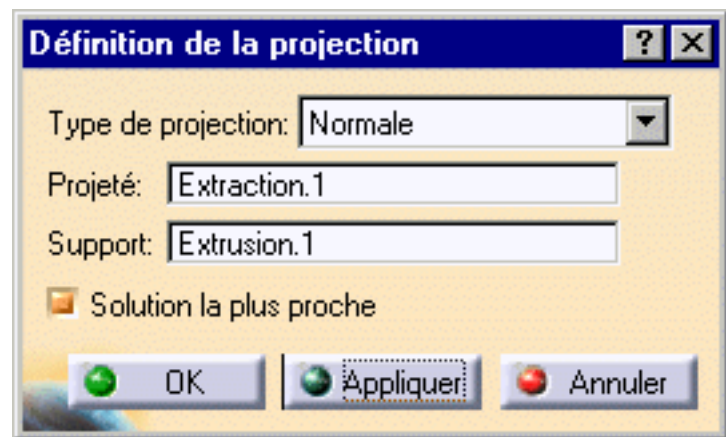 Définition de la projection ? ×
Type de projection: Normale
Projeté: Extraction.1
Support: Extrusion.1
Solution la plus proche
OK Appliquer Annuler